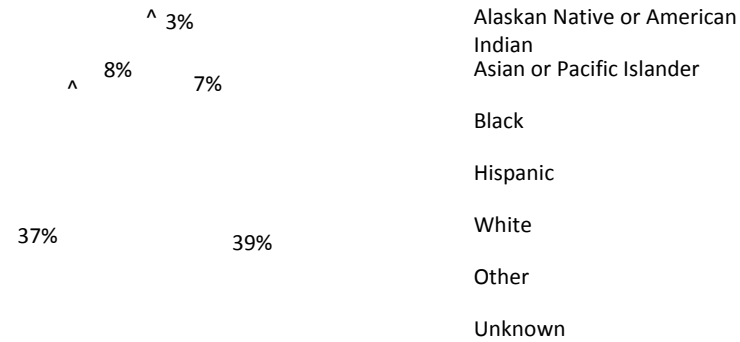 ^ 3%
8%
^ 7%
37%
39%
Alaskan Native or American
Indian
Asian or Pacific Islander
Black
Hispanic
White
Other
Unknown